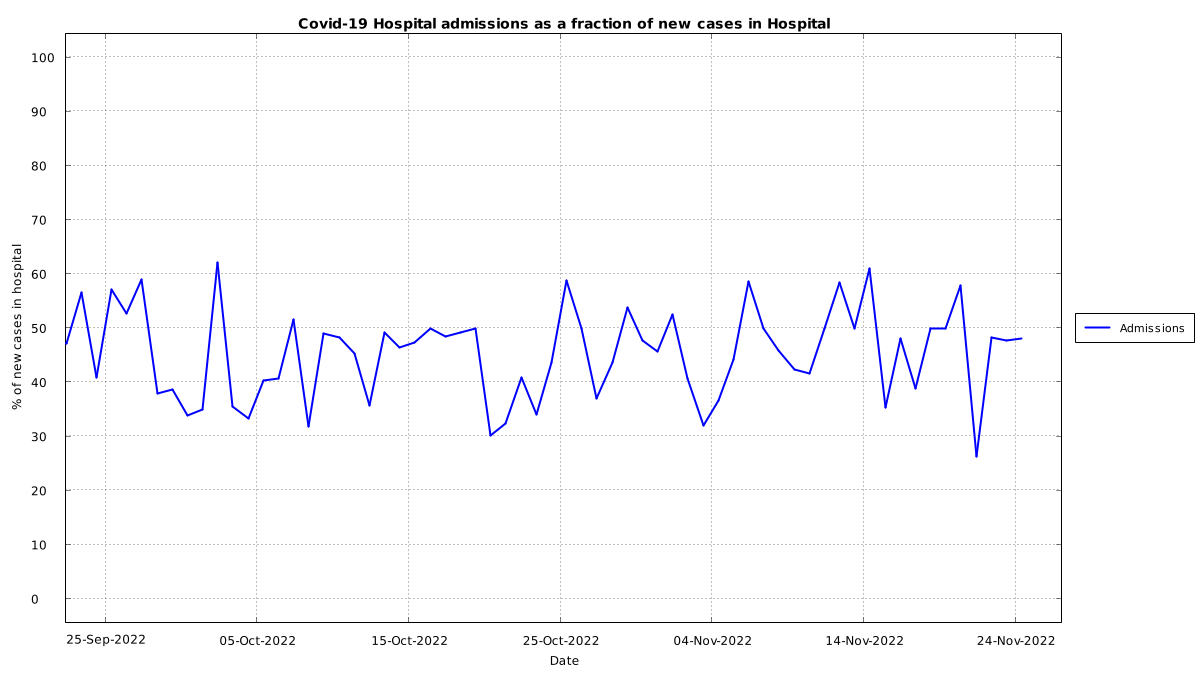 Covid-19 Hospital admissions as a fraction of new cases in Hospital
100
90
80
70
60
50
40
30
20
10
0
% of new cases in hospital
25-Sep-2022
05-Oct-2022
15-Oct-2022
25-Oct-2022
04-Nov-2022
14-Nov-2022
24-Nov-2022
Date
Admissions